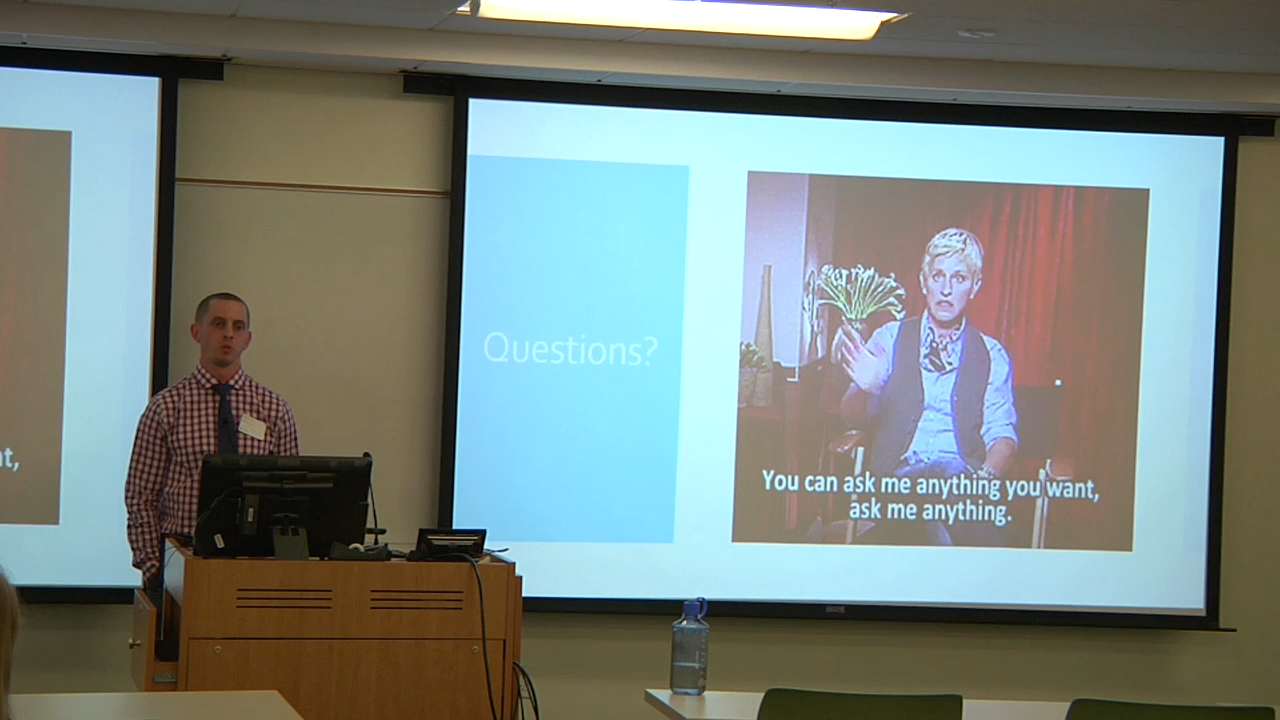 t,
Questions?
You can ask me anything you want,
ask me anything.